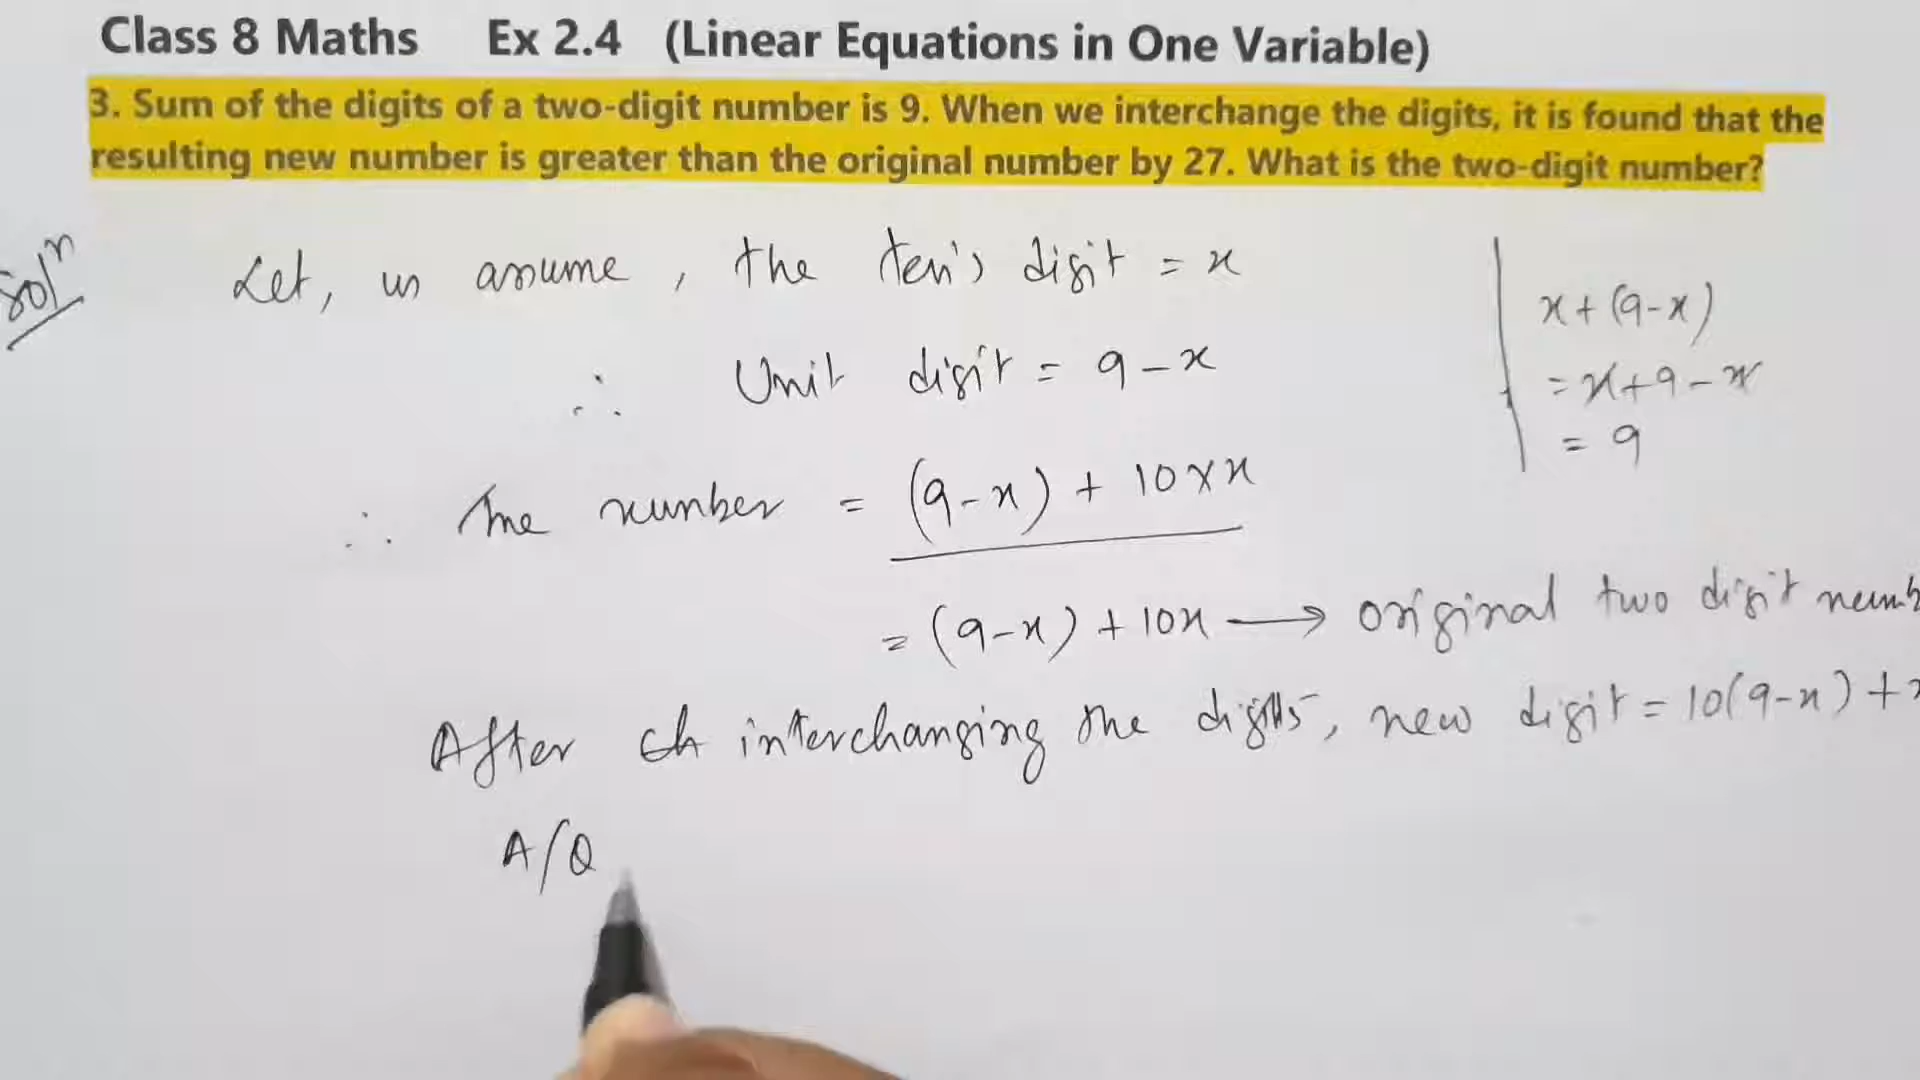 Class 8 Maths Ex 2.4 (Linear Equations in One Variable)
3. Sum of the digits of a two-digit number is 9. When we interchange the digits, it is found that the
resulting new number is greater than the original number by 27. What is the two-digit number?
Solⁿ Let, us assume, the ten's digit = x
∴ Unit digit = 9-x
∴ The number = (9-x) + 10×x
= (9-x) + 10x → original two digit numb
After interchanging the digits, new digit = 10(9-x) +
A/Q
x + (9-x)
= x+9-x
= 9